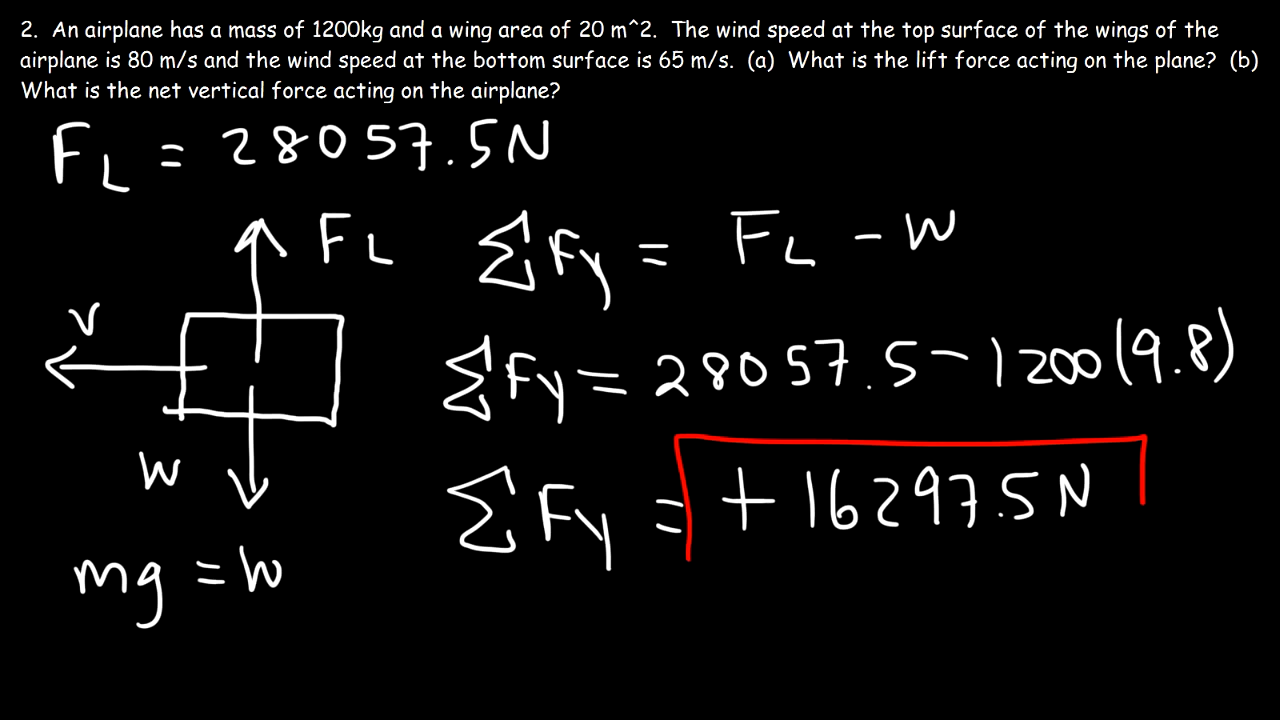 2. An airplane has a mass of 1200kg and a wing area of 20 m^2. The wind speed at the top surface of the wings of the
airplane is 80 m/s and the wind speed at the bottom surface is 65 m/s. (a) What is the lift force acting on the plane? (b)
What is the net vertical force acting on the airplane?
FL = 28057.5N
FL
ΣFy = FL - W
V
ΣFy = 28057.5 - 1200(9.8)
W
ΣFy = + 16297.5N
mg = W